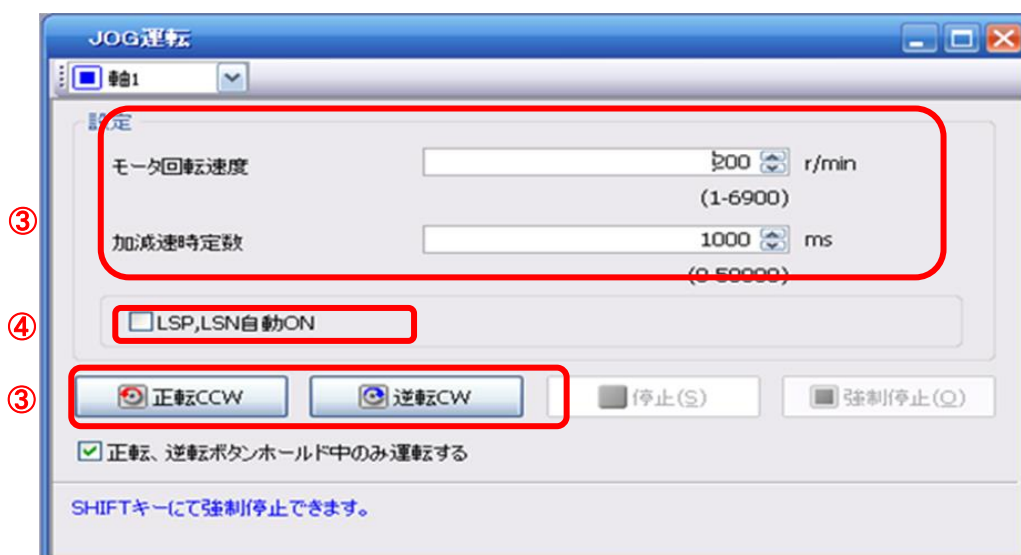 JOG運転
軸1
設定
モータ回転速度 200 r/min
(1-6900)
③
加減速時定数 1000 ms
(0-50000)
④ LSP,LSN自動ON
③ 正転CCW 逆転CW 停止(S) 強制停止(O)
正転、逆転ボタンホールド中のみ運転する
SHIFTキーにて強制停止できます。